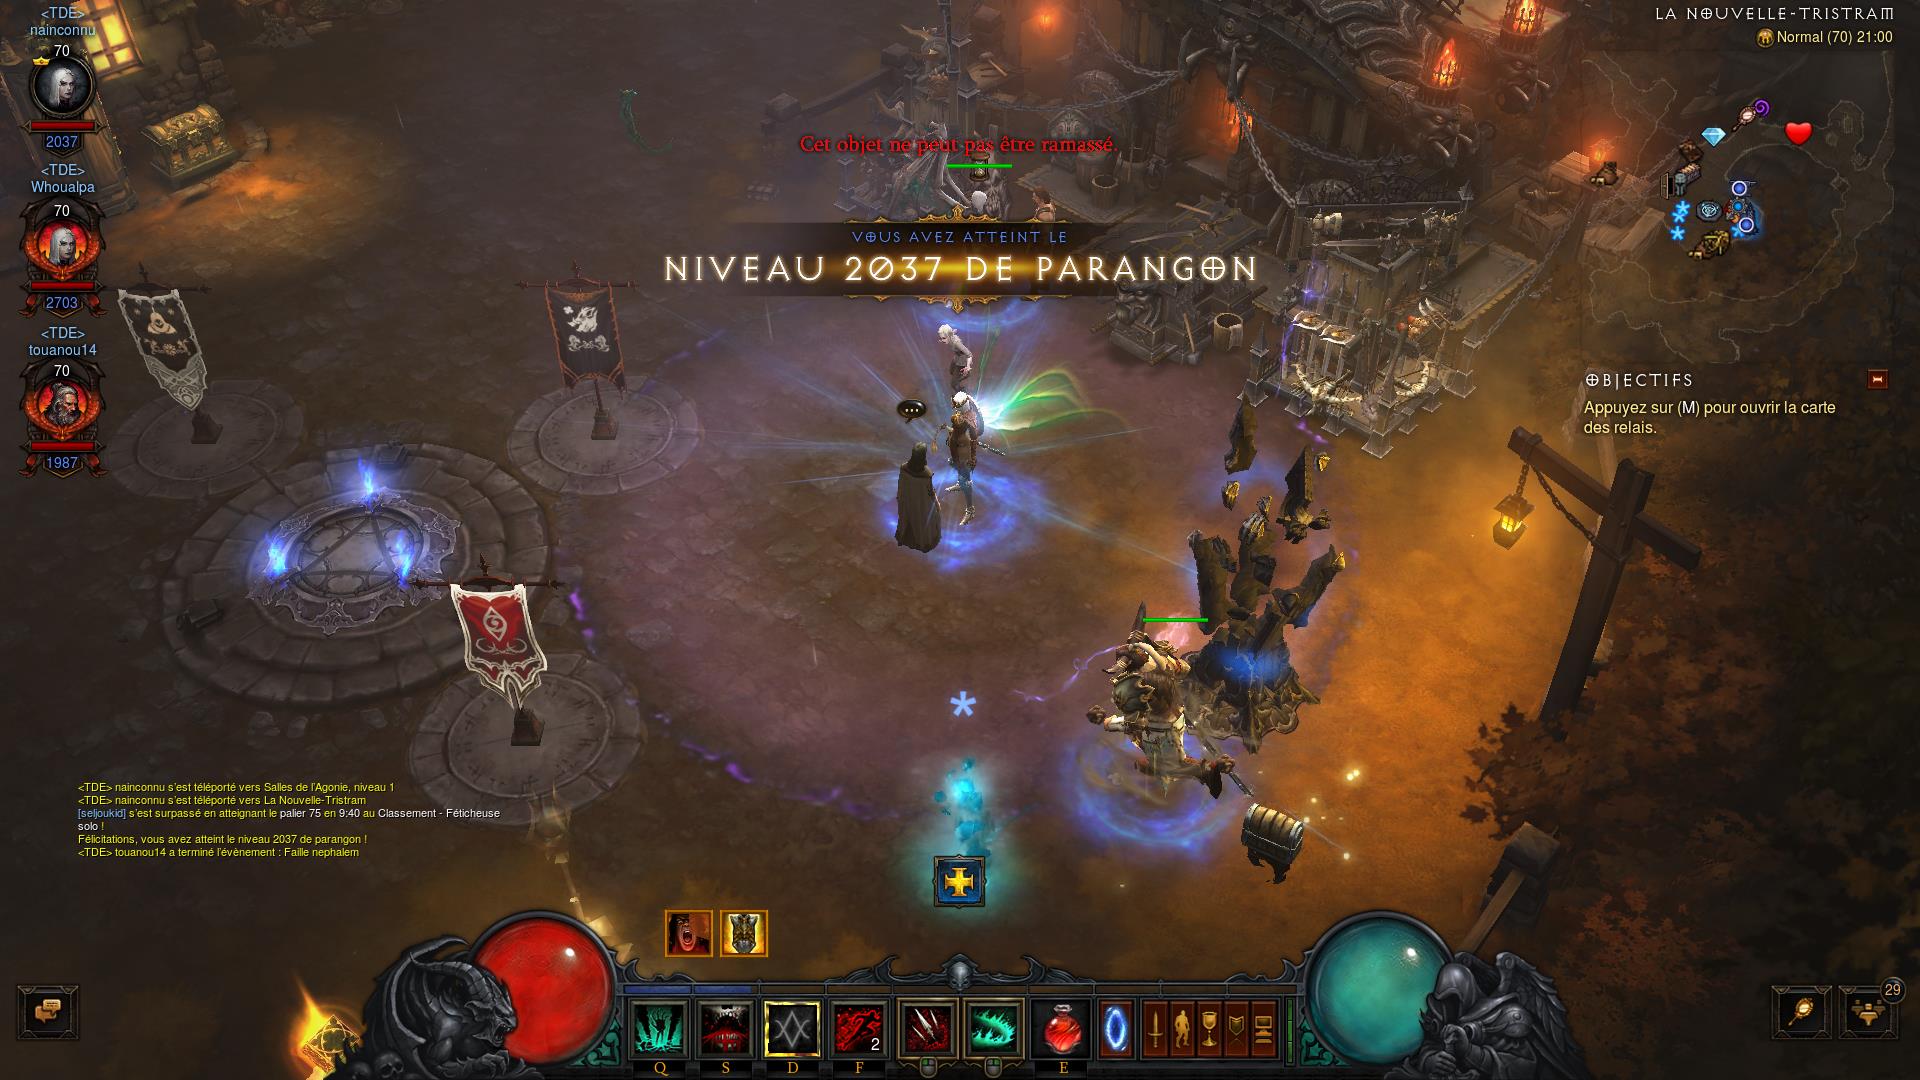 <TDE>
nainconnu
70
2037
<TDE>
Whoualpa
70
2703
<TDE>
touanou14
70
1987
LA NOUVELLE-TRISTRAM
Normal (70) 21:00
Cet objet ne peut pas être ramassé.
VOUS AVEZ ATTEINT LE
NIVEAU 2037 DE PARANGON
OBJECTIFS
Appuyez sur (M) pour ouvrir la carte
des relais.
<TDE> nainconnu s'est téléporté vers Salles de l'Agonie, niveau 1
<TDE> nainconnu s'est téléporté vers La Nouvelle-Tristram
[seljoukid] s'est surpassé en atteignant le palier 75 en 9:40 au Classement - Féticheuse
solo !
Félicitations, vous avez atteint le niveau 2037 de parangon !
<TDE> touanou14 a terminé l'évènement : Faille nephalem
2
Q
S
D
F
E
29